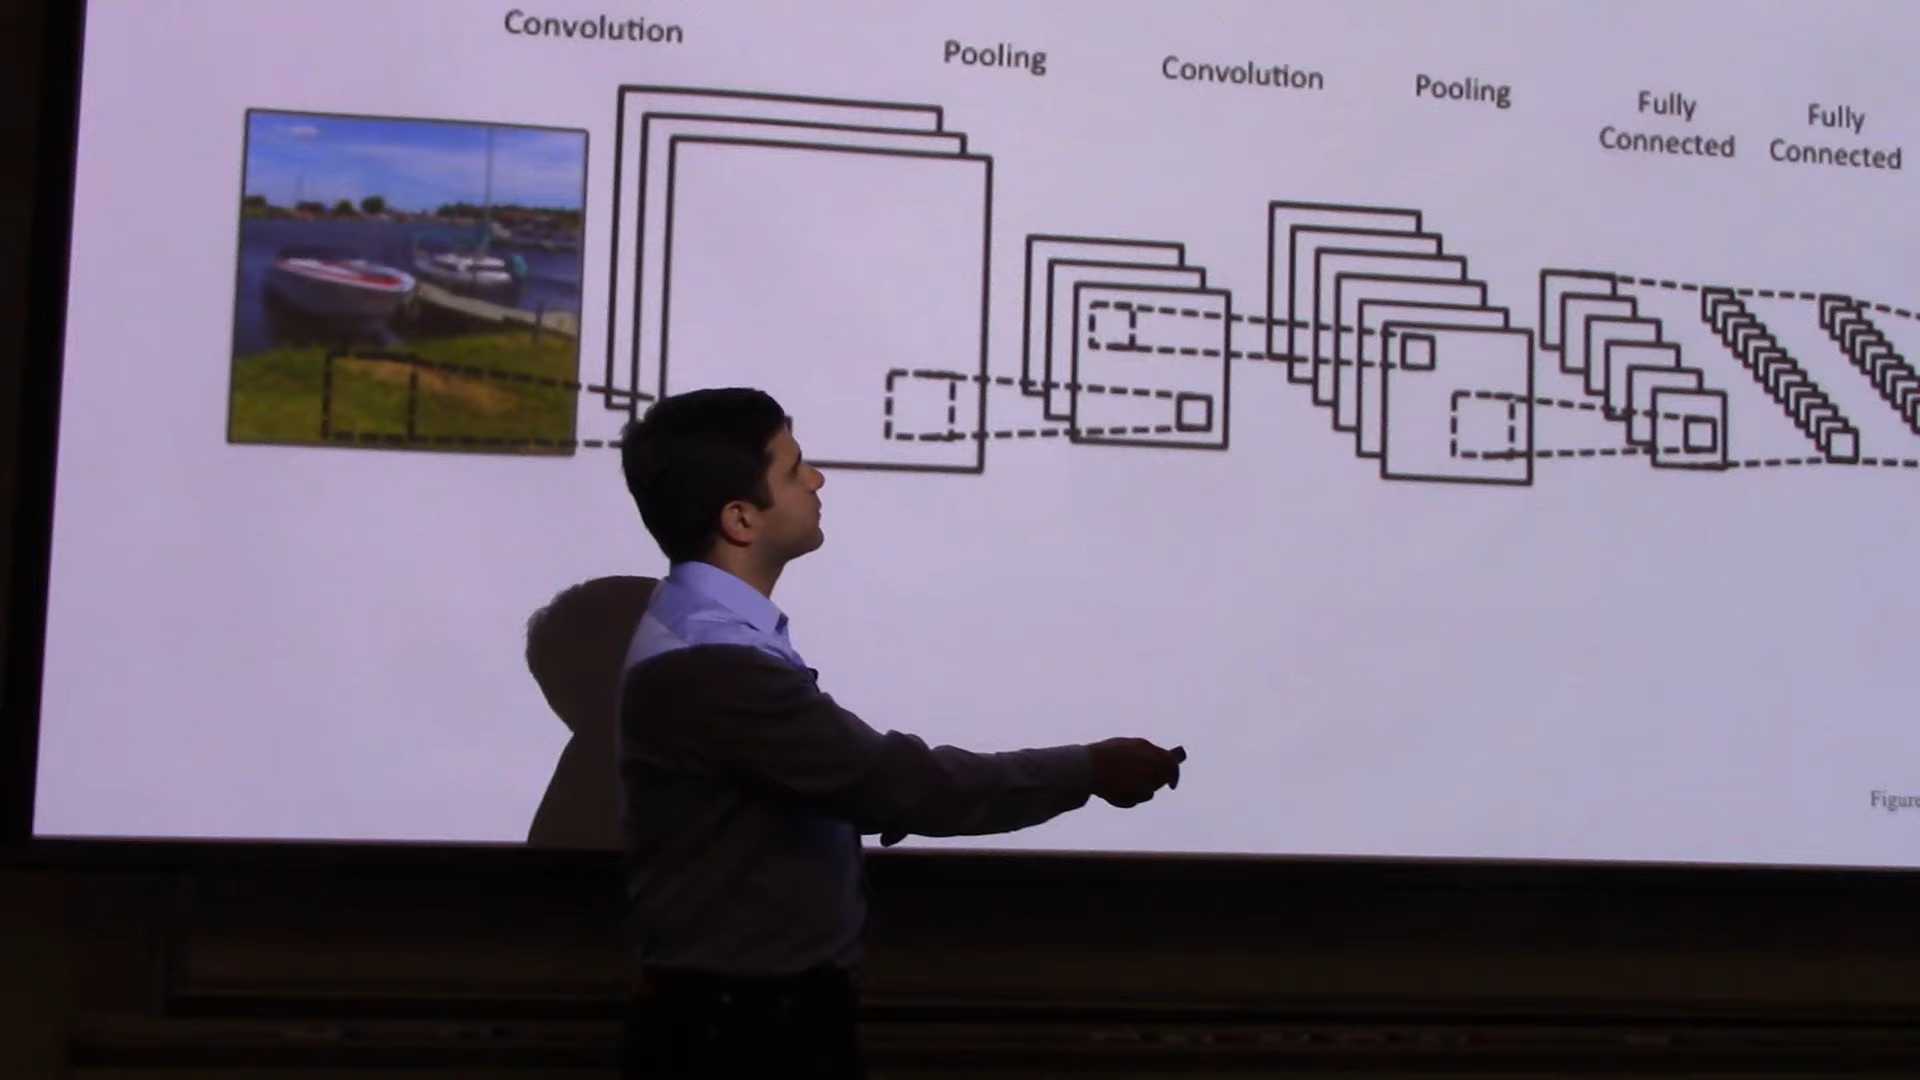 Convolution
Pooling
Convolution
Pooling
Fully
Connected
Fully
Connected
Figure